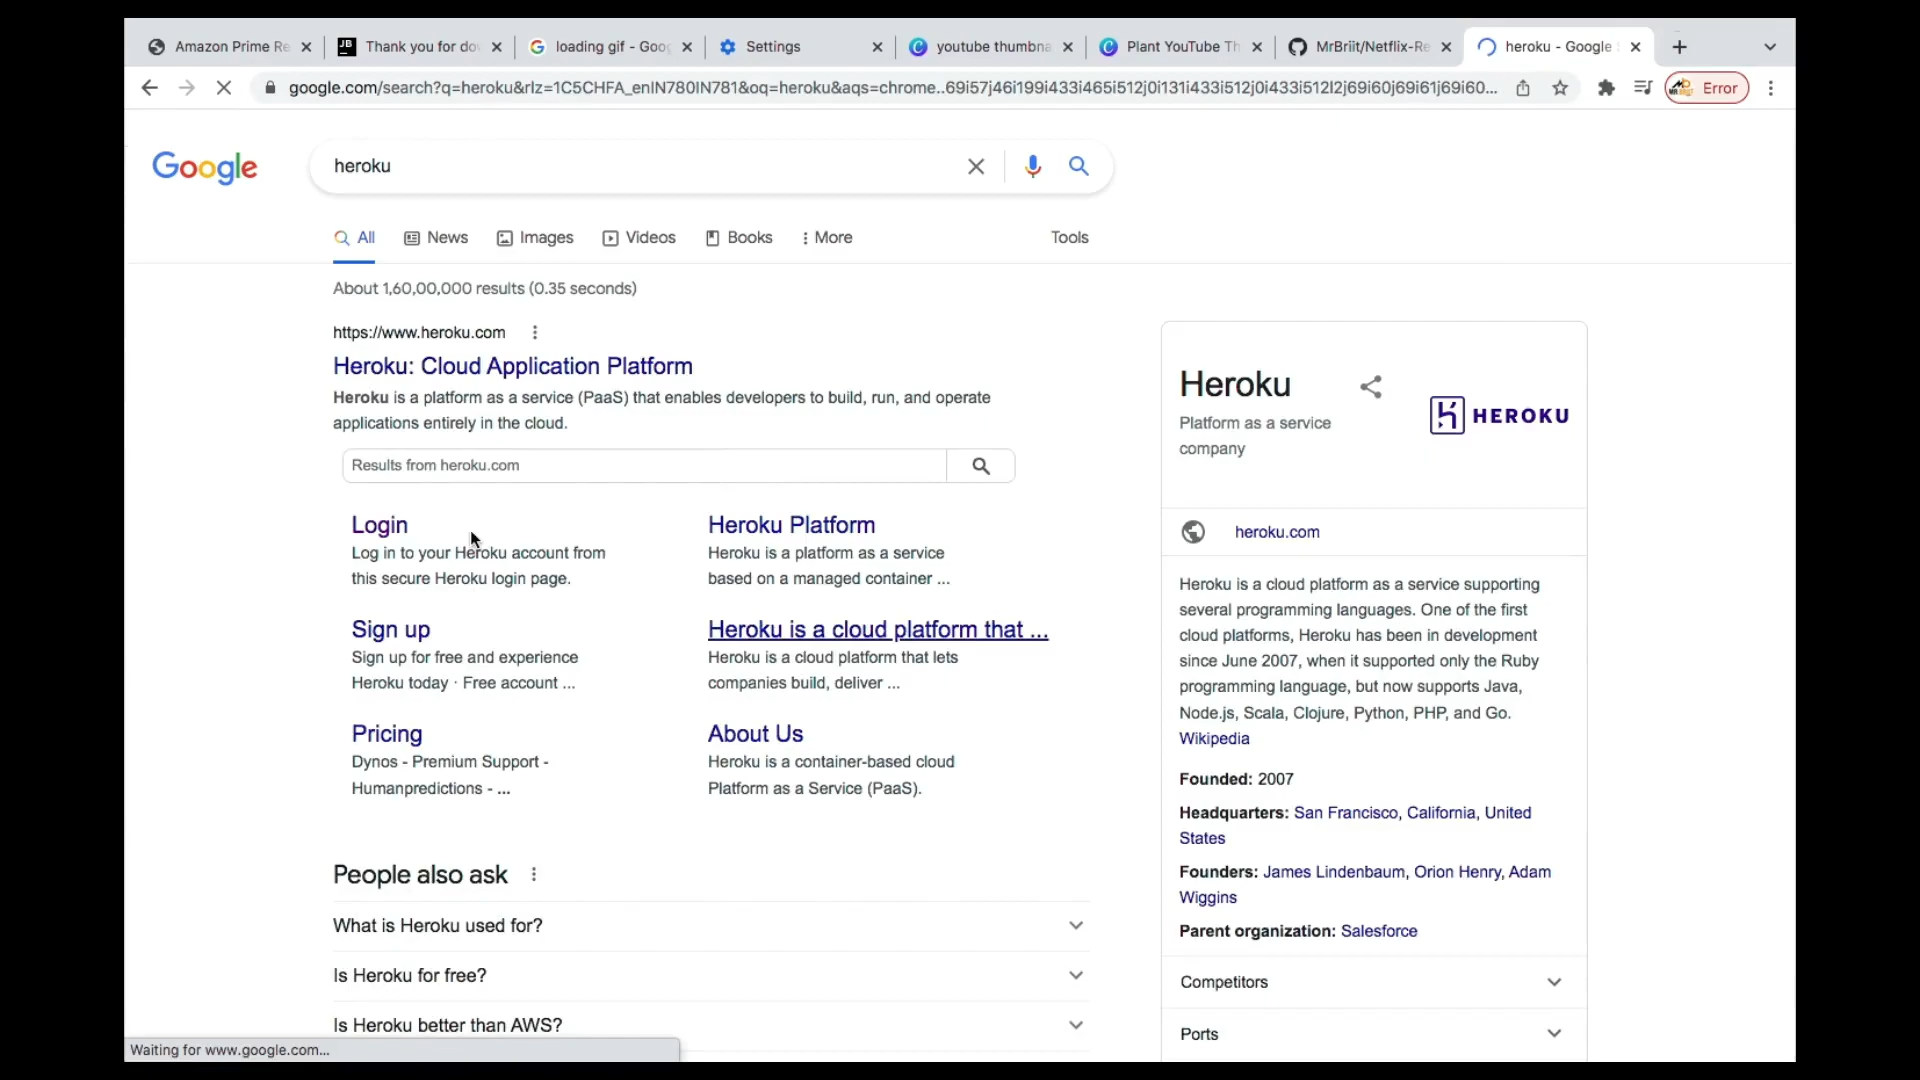 Amazon Prime Re
Thank you for do
loading gif - Goo
Settings
youtube thumbna
Plant YouTube Th
MrBriit/Netflix-Re
heroku - Google
google.com/search?q=heroku&rlz=1C5CHFA_enIN780IN781&oq=heroku&aqs=chrome..69i57j46i199i433i465i512j0i131i433i512j0i433i512l2j69i60j69i61j69i60...
Error
Google
heroku
All
News
Images
Videos
Books
More
Tools
About 1,60,00,000 results (0.35 seconds)
https://www.heroku.com
Heroku: Cloud Application Platform
Heroku is a platform as a service (PaaS) that enables developers to build, run, and operate
applications entirely in the cloud.
Results from heroku.com
Login
Log in to your Heroku account from
this secure Heroku login page.
Heroku Platform
Heroku is a platform as a service
based on a managed container ...
Sign up
Sign up for free and experience
Heroku today · Free account ...
Heroku is a cloud platform that ...
Heroku is a cloud platform that lets
companies build, deliver ...
Pricing
Dynos - Premium Support -
Humanpredictions - ...
About Us
Heroku is a container-based cloud
Platform as a Service (PaaS).
People also ask
What is Heroku used for?
Is Heroku for free?
Is Heroku better than AWS?
Waiting for www.google.com...
Heroku
Platform as a service
company
HEROKU
heroku.com
Heroku is a cloud platform as a service supporting
several programming languages. One of the first
cloud platforms, Heroku has been in development
since June 2007, when it supported only the Ruby
programming language, but now supports Java,
Node.js, Scala, Clojure, Python, PHP, and Go.
Wikipedia
Founded: 2007
Headquarters: San Francisco, California, United
States
Founders: James Lindenbaum, Orion Henry, Adam
Wiggins
Parent organization: Salesforce
Competitors
Ports